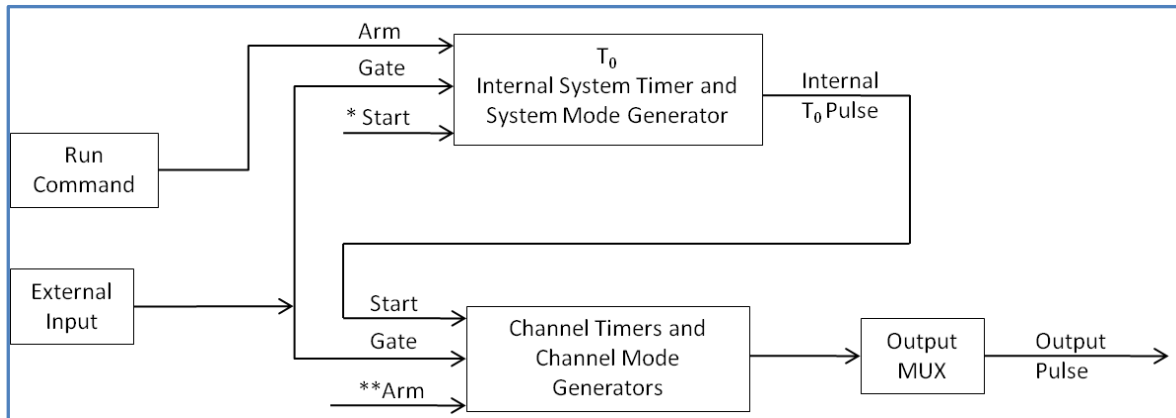 Arm
T₀
Gate
Internal System Timer and
System Mode Generator
Internal
T₀ Pulse
* Start
Run
Command
External
Input
Start
Gate
**Arm
Channel Timers and
Channel Mode
Generators
Output
MUX
Output
Pulse